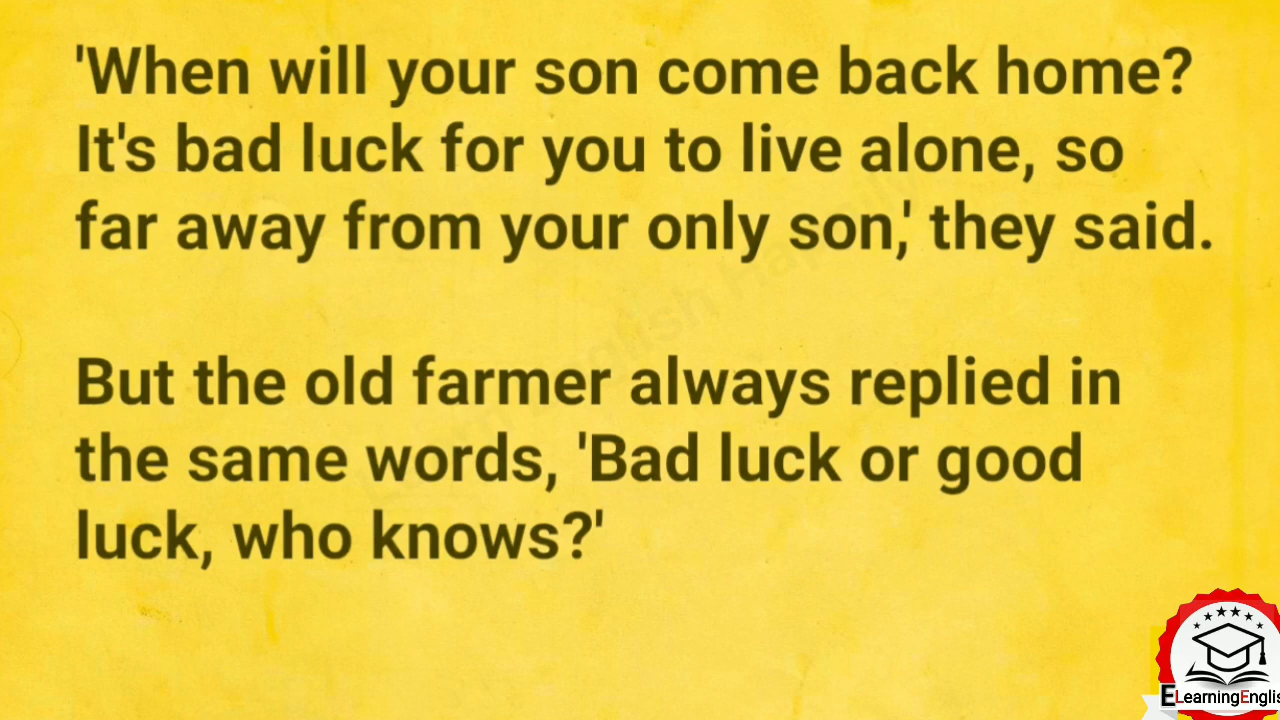 'When will your son come back home?
It's bad luck for you to live alone, so
far away from your only son,' they said.
But the old farmer always replied in
the same words, 'Bad luck or good
luck, who knows?'
ELearningEnglis